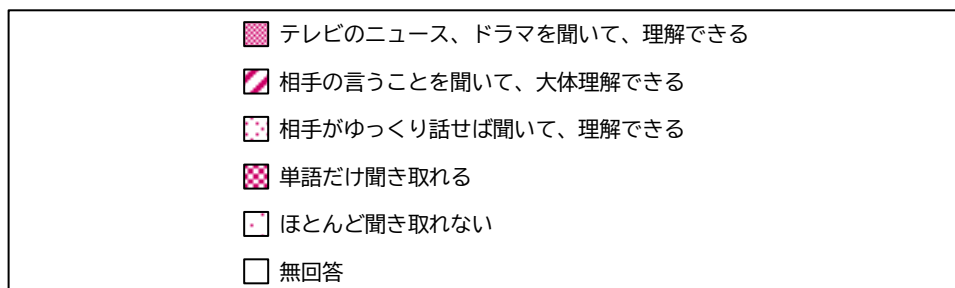 テレビのニュース、ドラマを聞いて、理解できる
相手の言うことを聞いて、大体理解できる
相手がゆっくり話せば聞いて、理解できる
単語だけ聞き取れる
ほとんど聞き取れない
無回答